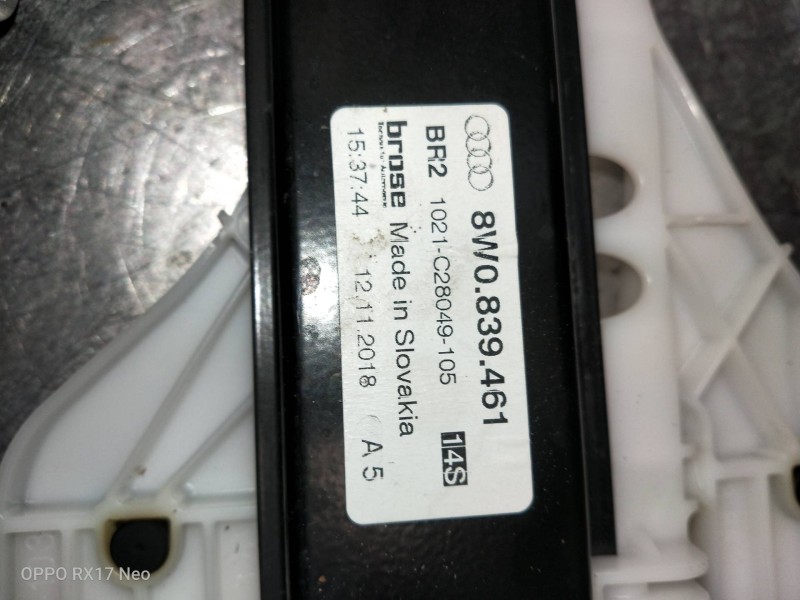 8W0.839.461
BR2 1021-C28049-105 14S
brose Made in Slovakia
15:37:44 12.11.2018 A 5
OPPO RX17 Neo